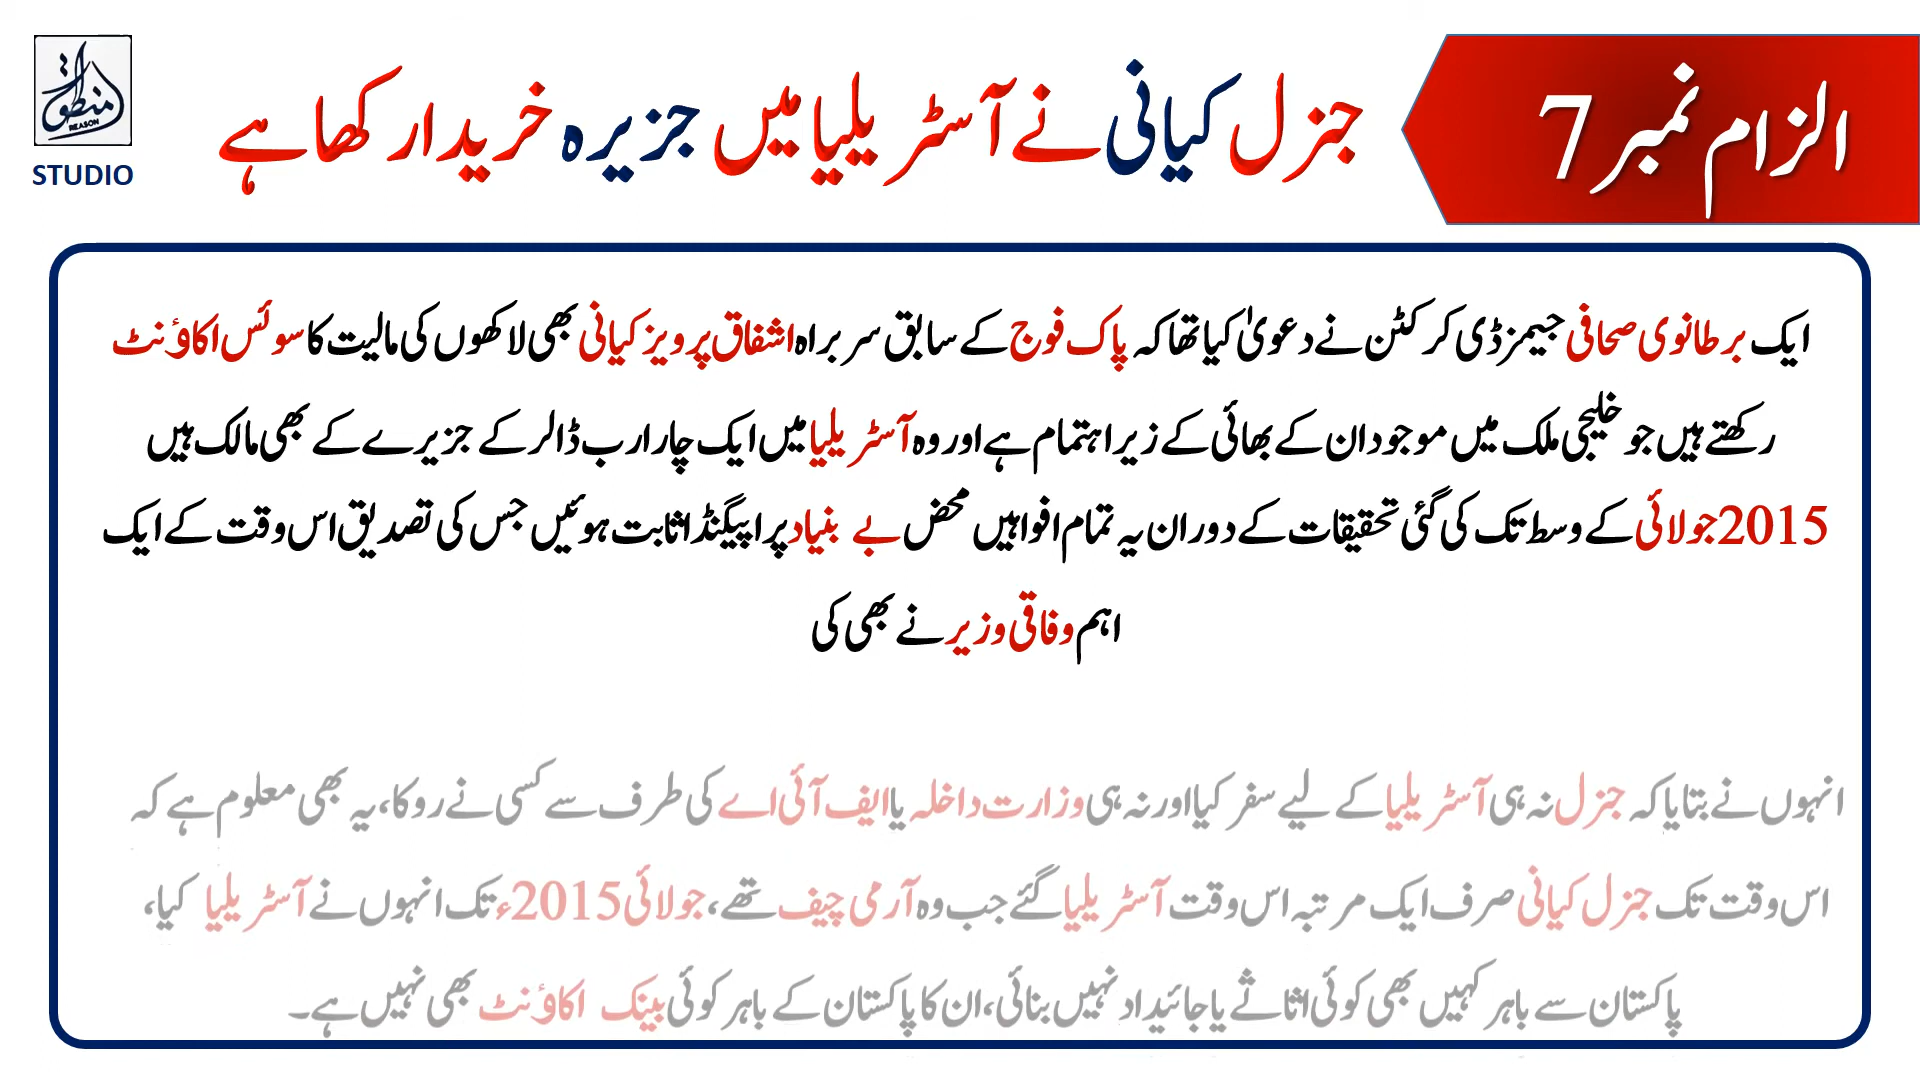 الزام نمبر 7
جنرل کیانی نے آسٹریلیا میں جزیرہ خریدا رکھا ہے
منطق
REASON
STUDIO
ایک برطانوی صحافی جیمز ڈی کرکٹن نے دعویٰ کیا تھا کہ پاک فوج کے سابق سربراہ اشفاق پرویز کیانی بھی لاکھوں کی مالیت کا سوئس اکاؤنٹ
رکھتے ہیں جو خلیجی ملک میں موجود ان کے بھائی کے زیر اہتمام ہے اور وہ آسٹریلیا میں ایک چار ارب ڈالر کے جزیرے کے بھی مالک ہیں
2015 جولائی کے وسط تک کی گئی تحقیقات کے دوران یہ تمام افواہیں محض بے بنیاد پراپیگنڈا ثابت ہوئیں جس کی تصدیق اس وقت کے ایک
اہم وفاقی وزیر نے بھی کی
انہوں نے بتایا کہ جنرل نہ ہی آسٹریلیا کے لیے سفر کیا اور نہ ہی وزارت داخلہ یا ایف آئی اے کی طرف سے کسی نے روکا، یہ بھی معلوم ہے کہ
اس وقت تک جنرل کیانی صرف ایک مرتبہ اس وقت آسٹریلیا گئے جب وہ آرمی چیف تھے، جولائی 2015ء تک انہوں نے آسٹریلیا کیا،
پاکستان سے باہر کہیں بھی کوئی اثاثے یا جائیداد نہیں بنائی، ان کا پاکستان کے باہر کوئی بینک اکاؤنٹ بھی نہیں ہے۔